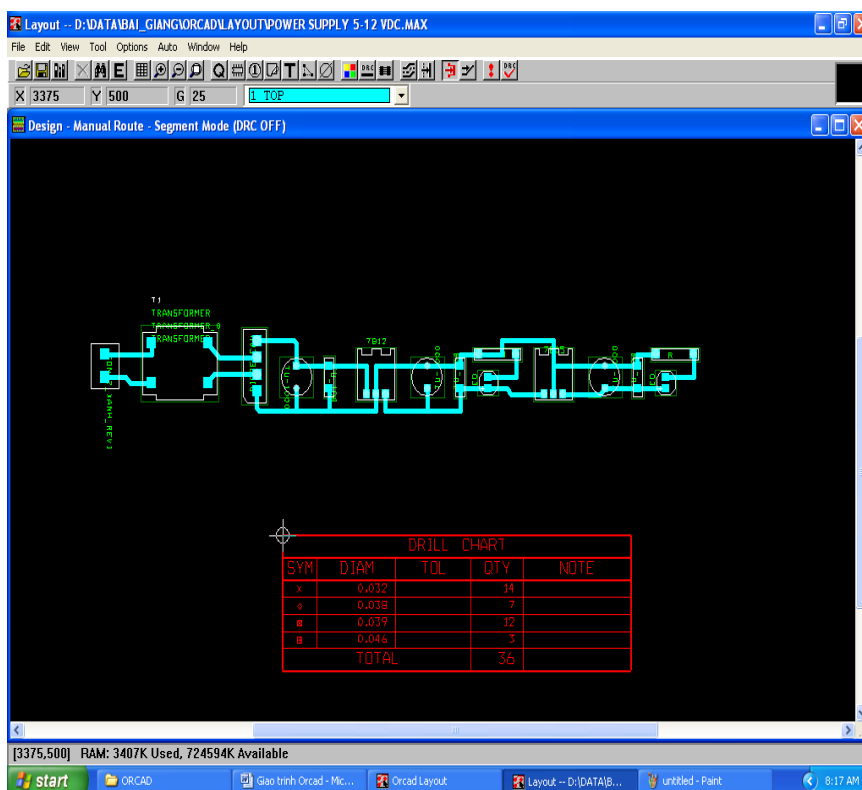 Layout -- D:\DATA\BAI_GIANG\ORCAD\LAYOUT\POWER SUPPLY 5-12 VDC.MAX
File Edit View Tool Options Auto Window Help
X 3375 Y 500 G 25 1 TOP
Design - Manual Route - Segment Mode (DRC OFF)
T1
TRANSFORMER
TRANSFORMER_0
TRANSFORMER
7812
R
DRILL CHART
SYM DIAM TOL QTY NOTE
0.032 14
0.038 7
0.039 12
0.046 3
TOTAL 36
[3375,500] RAM: 3407K Used, 724594K Available
start ORCAD Giao trinh Orcad - Mic... Orcad Layout Layout -- D:\DATA\B... untitled - Paint 8:17 AM